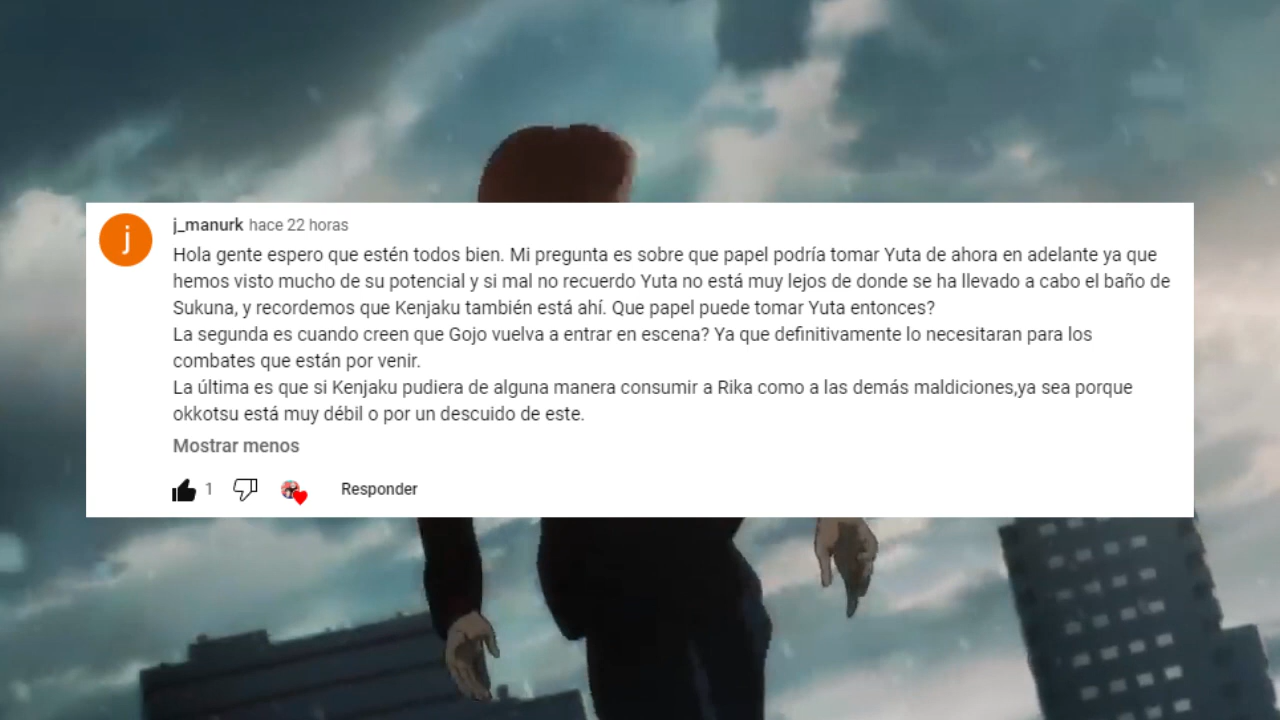 j
j_manurk hace 22 horas
Hola gente espero que estén todos bien. Mi pregunta es sobre que papel podría tomar Yuta de ahora en adelante ya que
hemos visto mucho de su potencial y si mal no recuerdo Yuta no está muy lejos de donde se ha llevado a cabo el baño de
Sukuna, y recordemos que Kenjaku también está ahí. Que papel puede tomar Yuta entonces?
La segunda es cuando creen que Gojo vuelva a entrar en escena? Ya que definitivamente lo necesitaran para los
combates que están por venir.
La última es que si Kenjaku pudiera de alguna manera consumir a Rika como a las demás maldiciones,ya sea porque
okkotsu está muy débil o por un descuido de este.
Mostrar menos
1 Responder